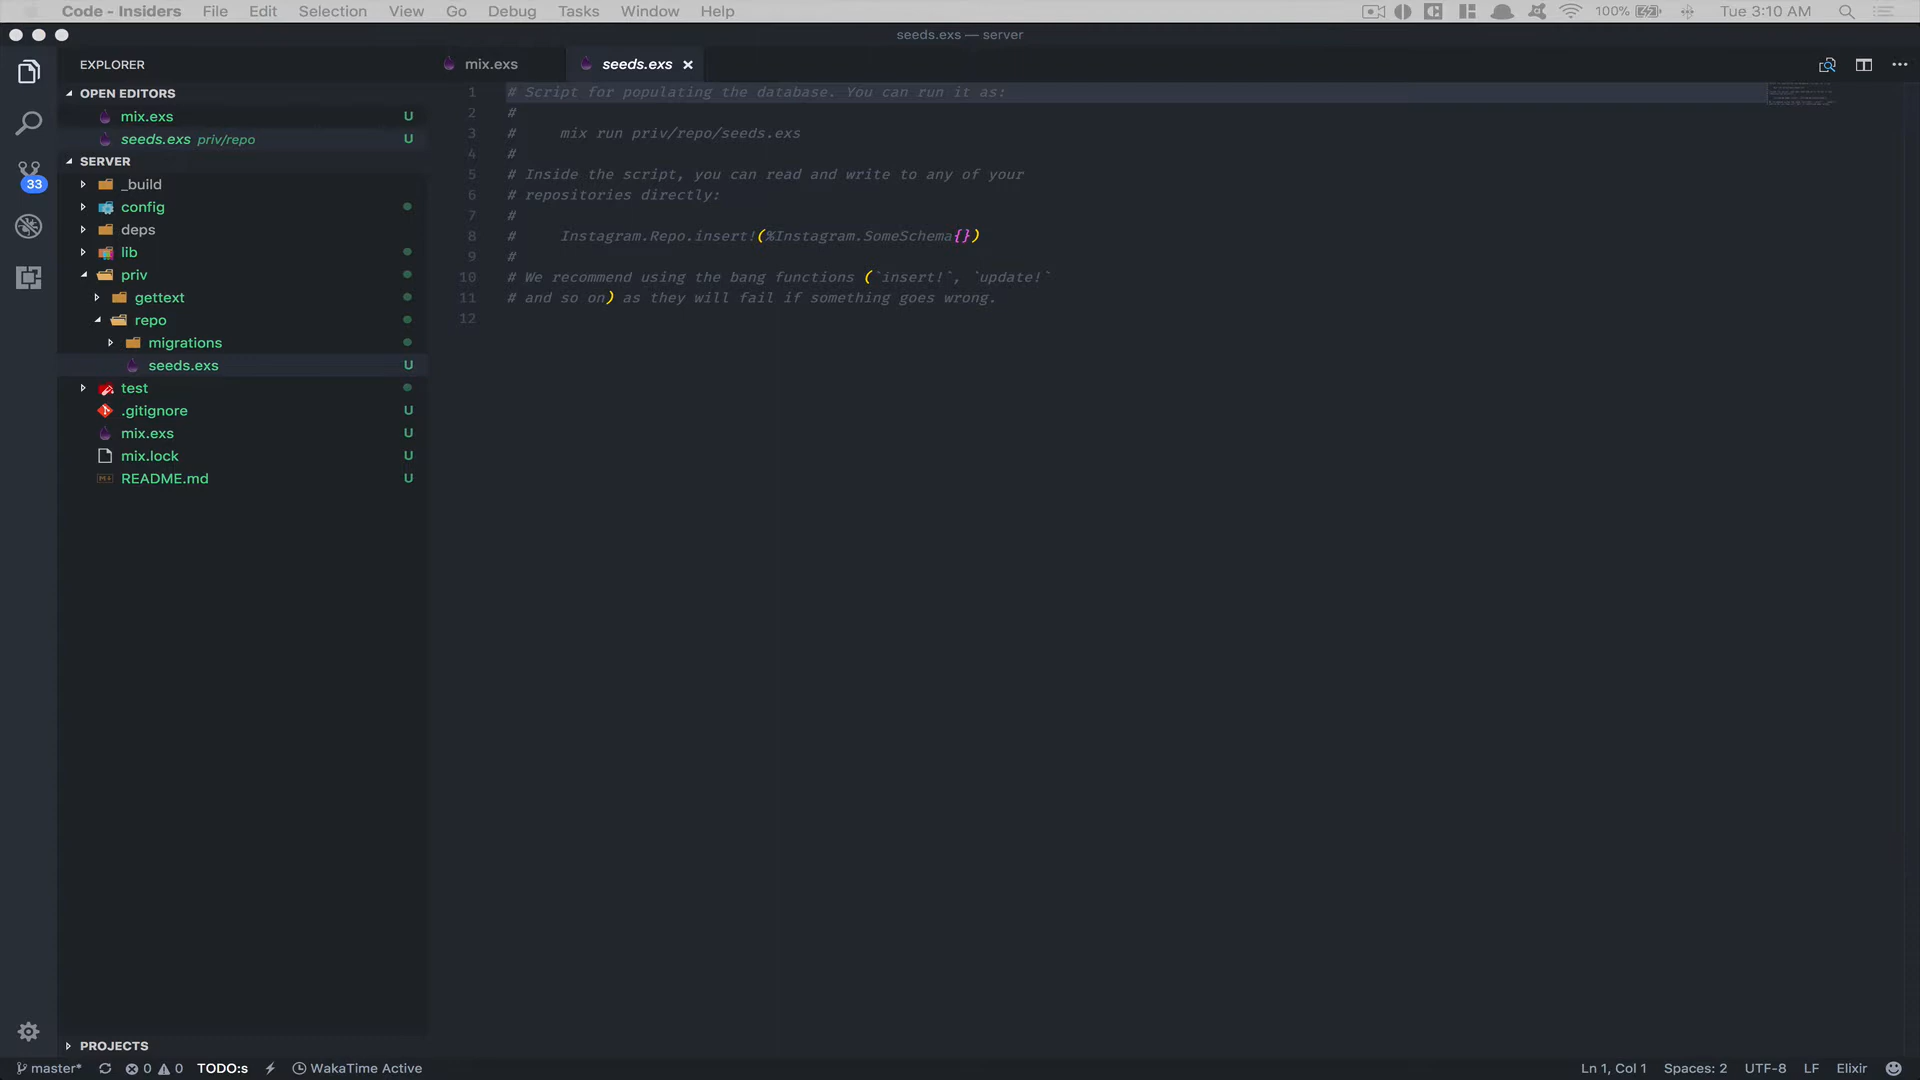 Code - Insiders File Edit Selection View Go Debug Tasks Window Help 100% Tue 3:10 AM
seeds.exs — server
EXPLORER
mix.exs
seeds.exs
OPEN EDITORS
mix.exs U
seeds.exs priv/repo U
SERVER
_build
config
deps
lib
priv
gettext
repo
migrations
seeds.exs U
test
.gitignore U
mix.exs U
mix.lock U
README.md U
PROJECTS
33
1 # Script for populating the database. You can run it as:
2 #
3 #     mix run priv/repo/seeds.exs
4 #
5 # Inside the script, you can read and write to any of your
6 # repositories directly:
7 #
8 #     Instagram.Repo.insert!(%Instagram.SomeSchema{})
9 #
10 # We recommend using the bang functions (`insert!`, `update!`
11 # and so on) as they will fail if something goes wrong.
12
master* 0 0 TODO:s WakaTime Active Ln 1, Col 1 Spaces: 2 UTF-8 LF Elixir